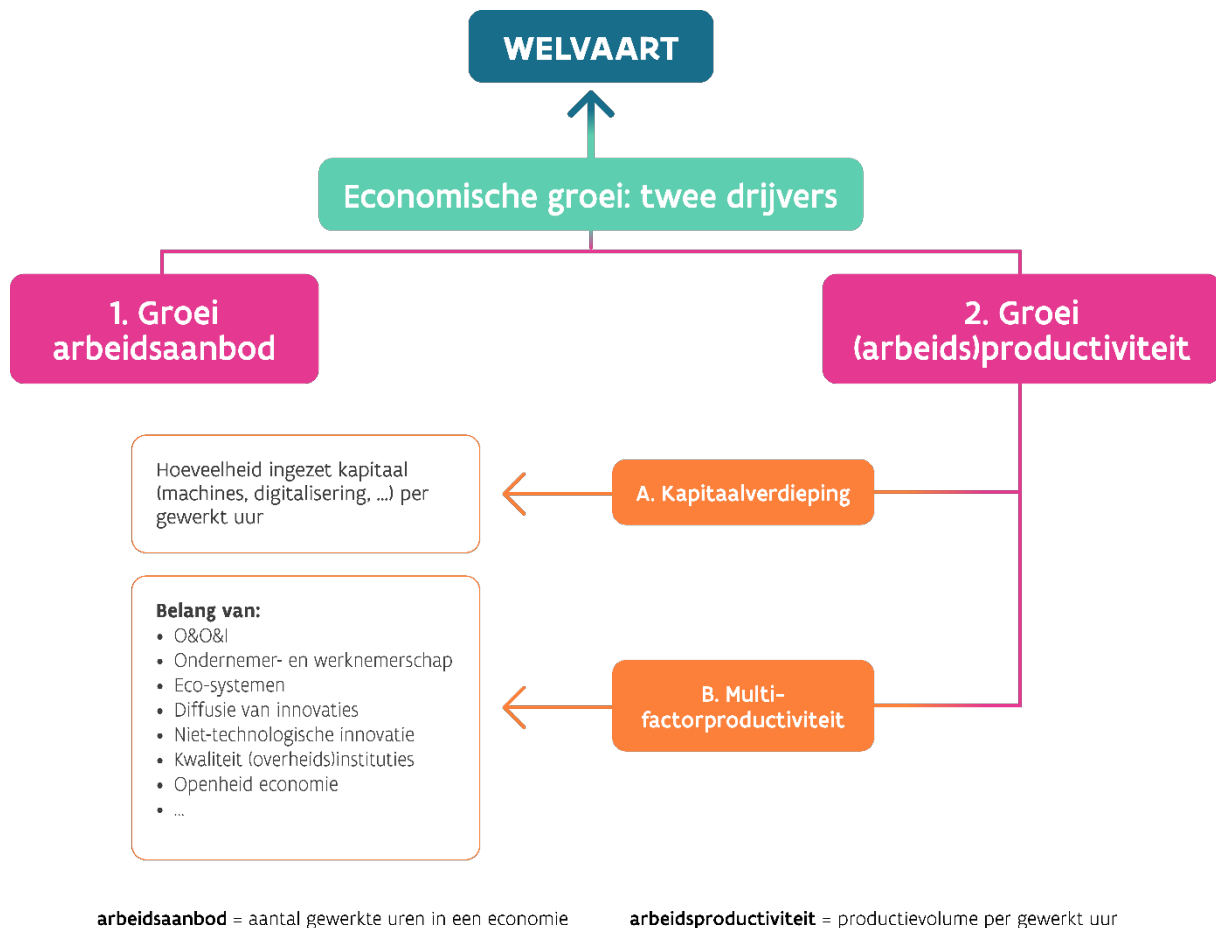 WELVAART
Economische groei: twee drijvers
1. Groei
arbeidsaanbod
2. Groei
(arbeids)productiviteit
Hoeveelheid ingezet kapitaal
(machines, digitalisering, ...) per
gewerkt uur
A. Kapitaalverdieping
Belang van:
• O&O&I
• Ondernemer- en werknemerschap
• Eco-systemen
• Diffusie van innovaties
• Niet-technologische innovatie
• Kwaliteit (overheids)instituties
• Openheid economie
• ...
B. Multi-
factorproductiviteit
arbeidsaanbod = aantal gewerkte uren in een economie
arbeidsproductiviteit = productievolume per gewerkt uur